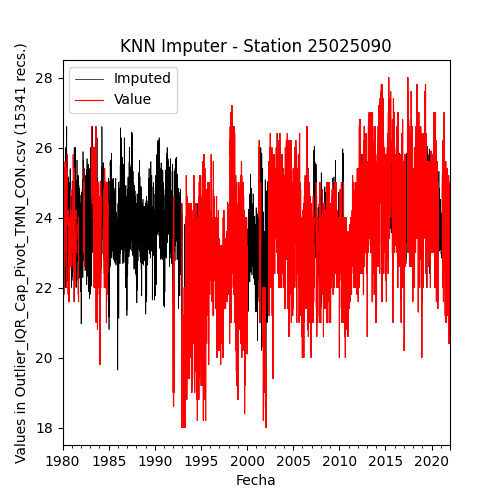 KNN Imputer - Station 25025090
Values in Outlier_IQR_Cap_Pivot_TMN_CON.csv (15341 recs.)
Imputed
Value
28
26
24
22
20
18
1980 1985 1990 1995 2000 2005 2010 2015 2020
Fecha